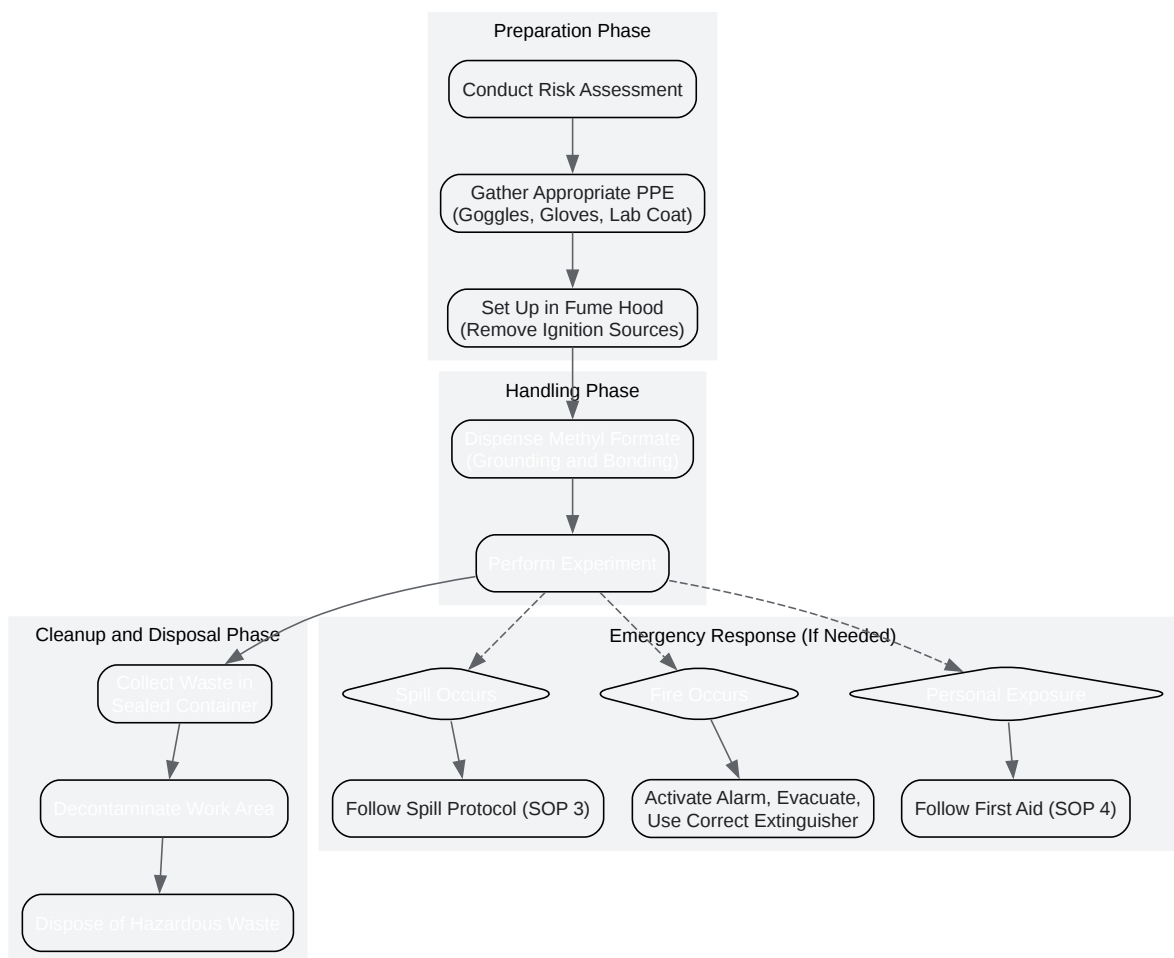 Preparation Phase
Conduct Risk Assessment
Gather Appropriate PPE
(Goggles, Gloves, Lab Coat)
Set Up in Fume Hood
(Remove Ignition Sources)
Handling Phase
Dispense Methyl Formate
(Grounding and Bonding)
Perform Experiment
Cleanup and Disposal Phase
Collect Waste in
Sealed Container
Decontaminate Work Area
Dispose of Hazardous Waste
Emergency Response (If Needed)
Spill Occurs
Fire Occurs
Personal Exposure
Follow Spill Protocol (SOP 3)
Activate Alarm, Evacuate,
Use Correct Extinguisher
Follow First Aid (SOP 4)